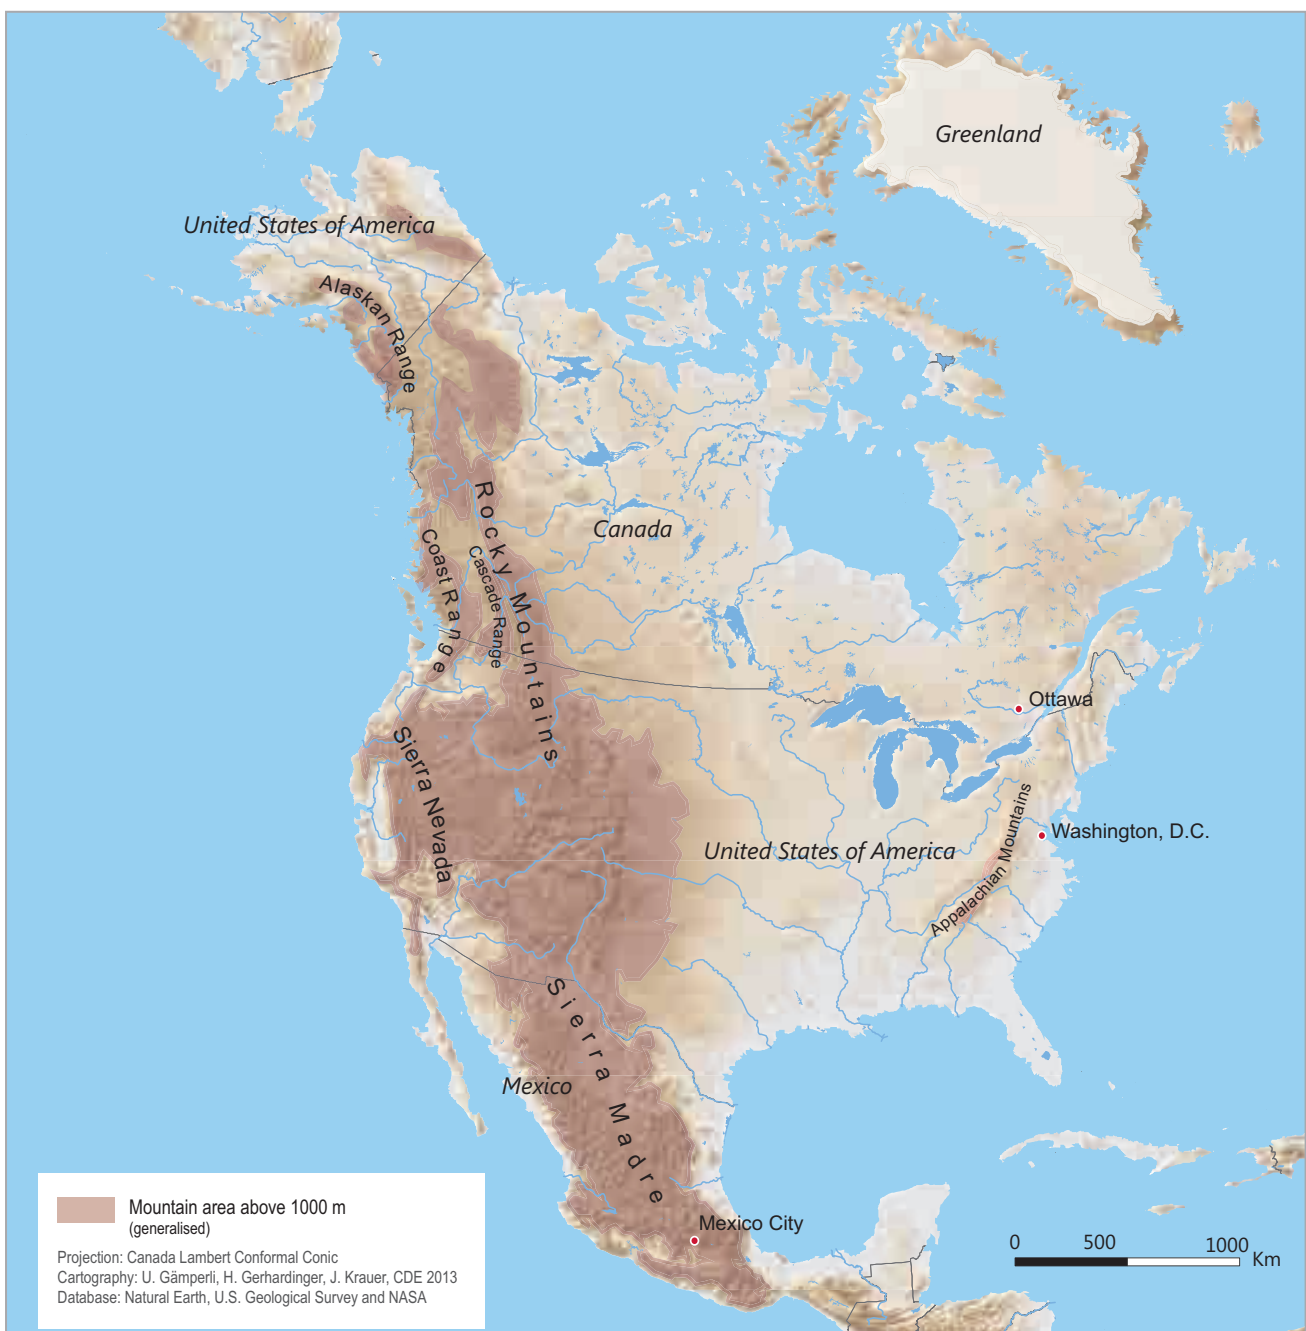 Greenland
United States of America
Alaskan Range
Rocky Mountains
Canada
Coast Range
Cascade Range
Ottawa
Sierra Nevada
Appalachian Mountains
Washington, D.C.
United States of America
Sierra Madre
Mexico
Mexico City
Mountain area above 1000 m
(generalised)
Projection: Canada Lambert Conformal Conic
Cartography: U. Gämperli, H. Gerhardinger, J. Krauer, CDE 2013
Database: Natural Earth, U.S. Geological Survey and NASA
0 500 1000 Km